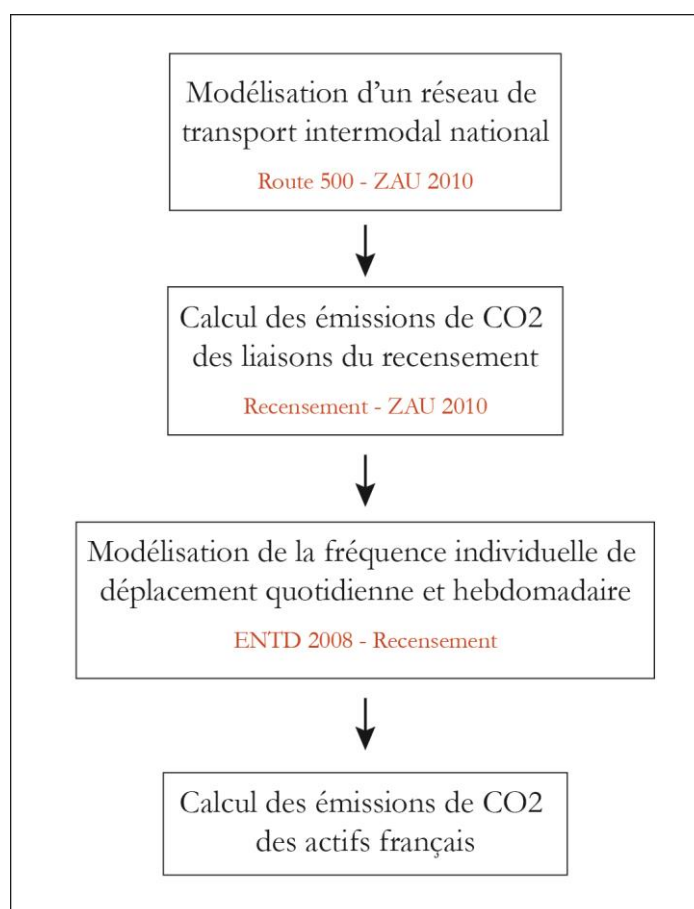 Modélisation d'un réseau de
transport intermodal national
Route 500 - ZAU 2010
Calcul des émissions de CO2
des liaisons du recensement
Recensement - ZAU 2010
Modélisation de la fréquence individuelle de
déplacement quotidienne et hebdomadaire
ENTD 2008 - Recensement
Calcul des émissions de CO2
des actifs français